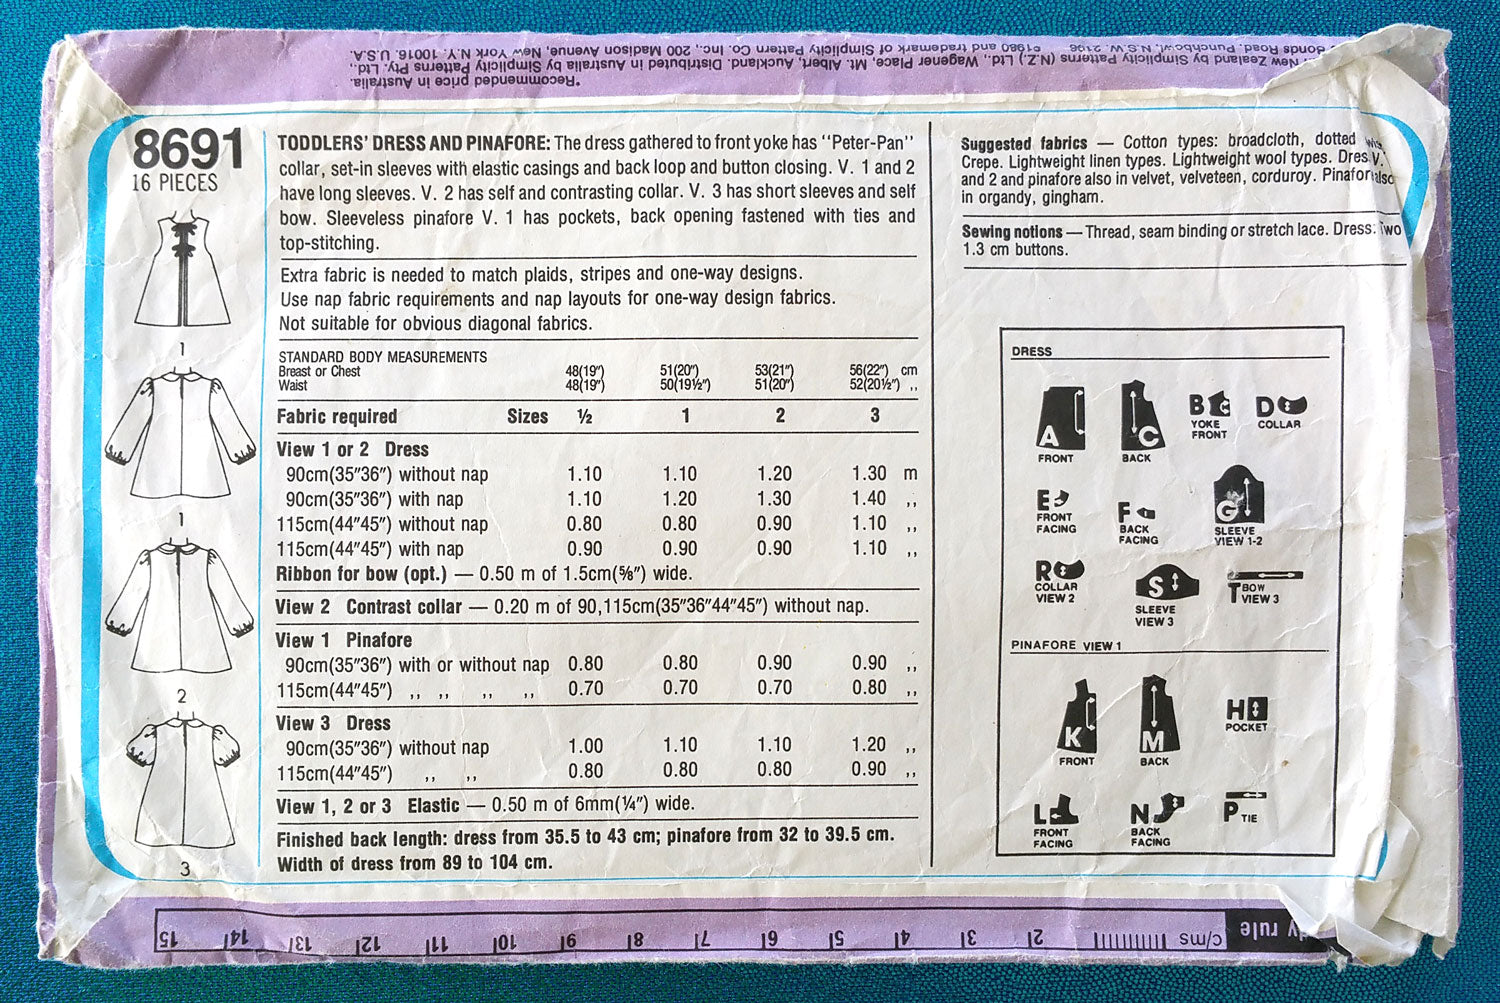 *Recommended price in Australia.
New Zealand by Simplicity Patterns (N.Z.) Ltd., Wagener Place, Mt. Albert, Auckland. Distributed in Australia by Simplicity Patterns Pty. Ltd.,
Bonds Road, Punchbowl, N.S.W. 2196 ©1980 and trademark of Simplicity Pattern Co. Inc., 200 Madison Avenue, New York N.Y. 10016. U.S.A.
8691
16 PIECES
1
1
2
3
TODDLERS' DRESS AND PINAFORE: The dress gathered to front yoke has "Peter-Pan"
collar, set-in sleeves with elastic casings and back loop and button closing. V. 1 and 2
have long sleeves. V. 2 has self and contrasting collar. V. 3 has short sleeves and self
bow. Sleeveless pinafore V. 1 has pockets, back opening fastened with ties and
top-stitching.
Extra fabric is needed to match plaids, stripes and one-way designs.
Use nap fabric requirements and nap layouts for one-way design fabrics.
Not suitable for obvious diagonal fabrics.
STANDARD BODY MEASUREMENTS
Breast or Chest 48(19") 51(20") 53(21") 56(22") cm
Waist 48(19") 50(19½") 51(20") 52(20½") ,,
Fabric required Sizes ½ 1 2 3
View 1 or 2 Dress
90cm(35"36") without nap 1.10 1.10 1.20 1.30 m
90cm(35"36") with nap 1.10 1.20 1.30 1.40 ,,
115cm(44"45") without nap 0.80 0.80 0.90 1.10 ,,
115cm(44"45") with nap 0.90 0.90 0.90 1.10 ,,
Ribbon for bow (opt.) — 0.50 m of 1.5cm(⅝") wide.
View 2 Contrast collar — 0.20 m of 90,115cm(35"36"44"45") without nap.
View 1 Pinafore
90cm(35"36") with or without nap 0.80 0.80 0.90 0.90 ,,
115cm(44"45") ,, ,, ,, ,, 0.70 0.70 0.70 0.80 ,,
View 3 Dress
90cm(35"36") without nap 1.00 1.10 1.10 1.20 ,,
115cm(44"45") ,, ,, 0.80 0.80 0.80 0.90 ,,
View 1, 2 or 3 Elastic — 0.50 m of 6mm(¼") wide.
Finished back length: dress from 35.5 to 43 cm; pinafore from 32 to 39.5 cm.
Width of dress from 89 to 104 cm.
Suggested fabrics — Cotton types: broadcloth, dotted
Crepe. Lightweight linen types. Lightweight wool types. Dres V.
and 2 and pinafore also in velvet, velveteen, corduroy. Pinafor also
in organdy, gingham.
Sewing notions — Thread, seam binding or stretch lace. Dress: Two
1.3 cm buttons.
DRESS
A FRONT
C BACK
B YOKE FRONT
D COLLAR
E FRONT FACING
F BACK FACING
G SLEEVE VIEW 1-2
R COLLAR VIEW 2
S SLEEVE VIEW 3
T BOW VIEW 3
PINAFORE VIEW 1
K FRONT
M BACK
H POCKET
L FRONT FACING
N BACK FACING
P TIE
dy rule c/ms 2 3 4 5 6 7 8 9 10 11 12 13 14 15